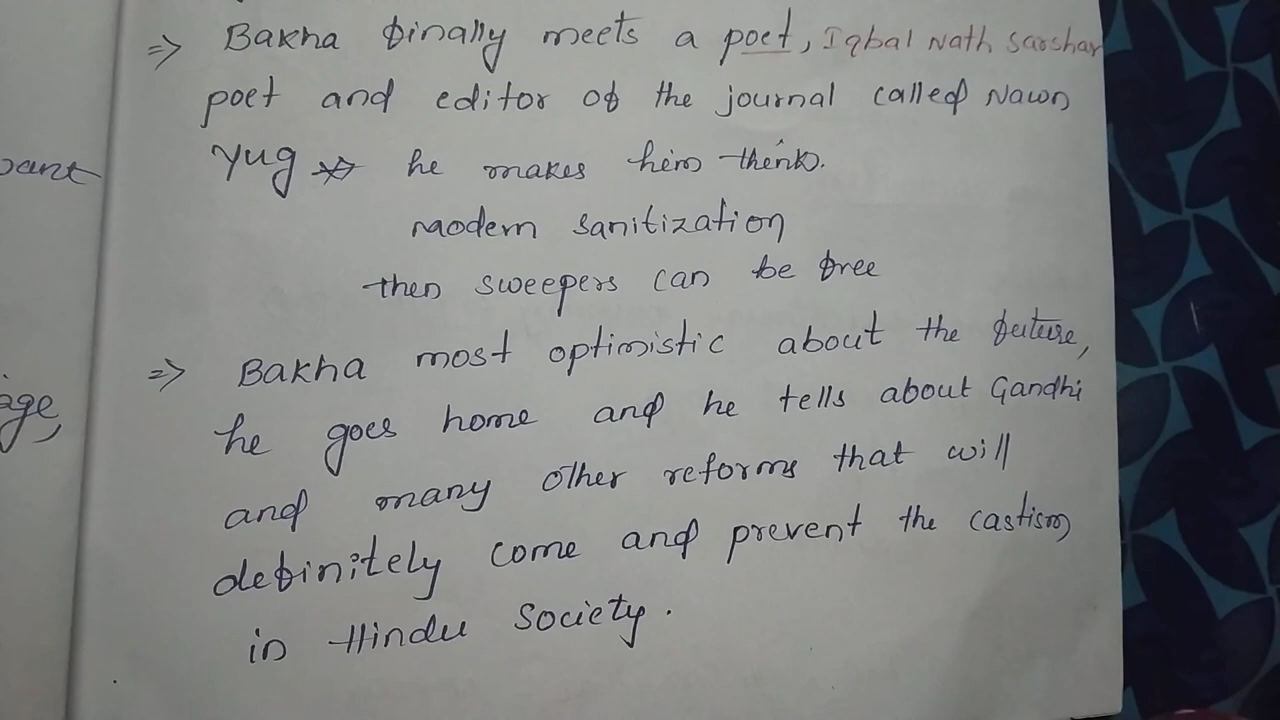 ⇒ Bakha finally meets a poet, Iqbal Nath Sarshar
poet and editor of the journal called Nawn
Yug ☆ he makes him think.
Modern sanitization
then sweepers can be free
⇒ Bakha most optimistic about the future,
he goes home and he tells about Gandhi
and many other reforms that will
definitely come and prevent the castism
in Hindu Society.